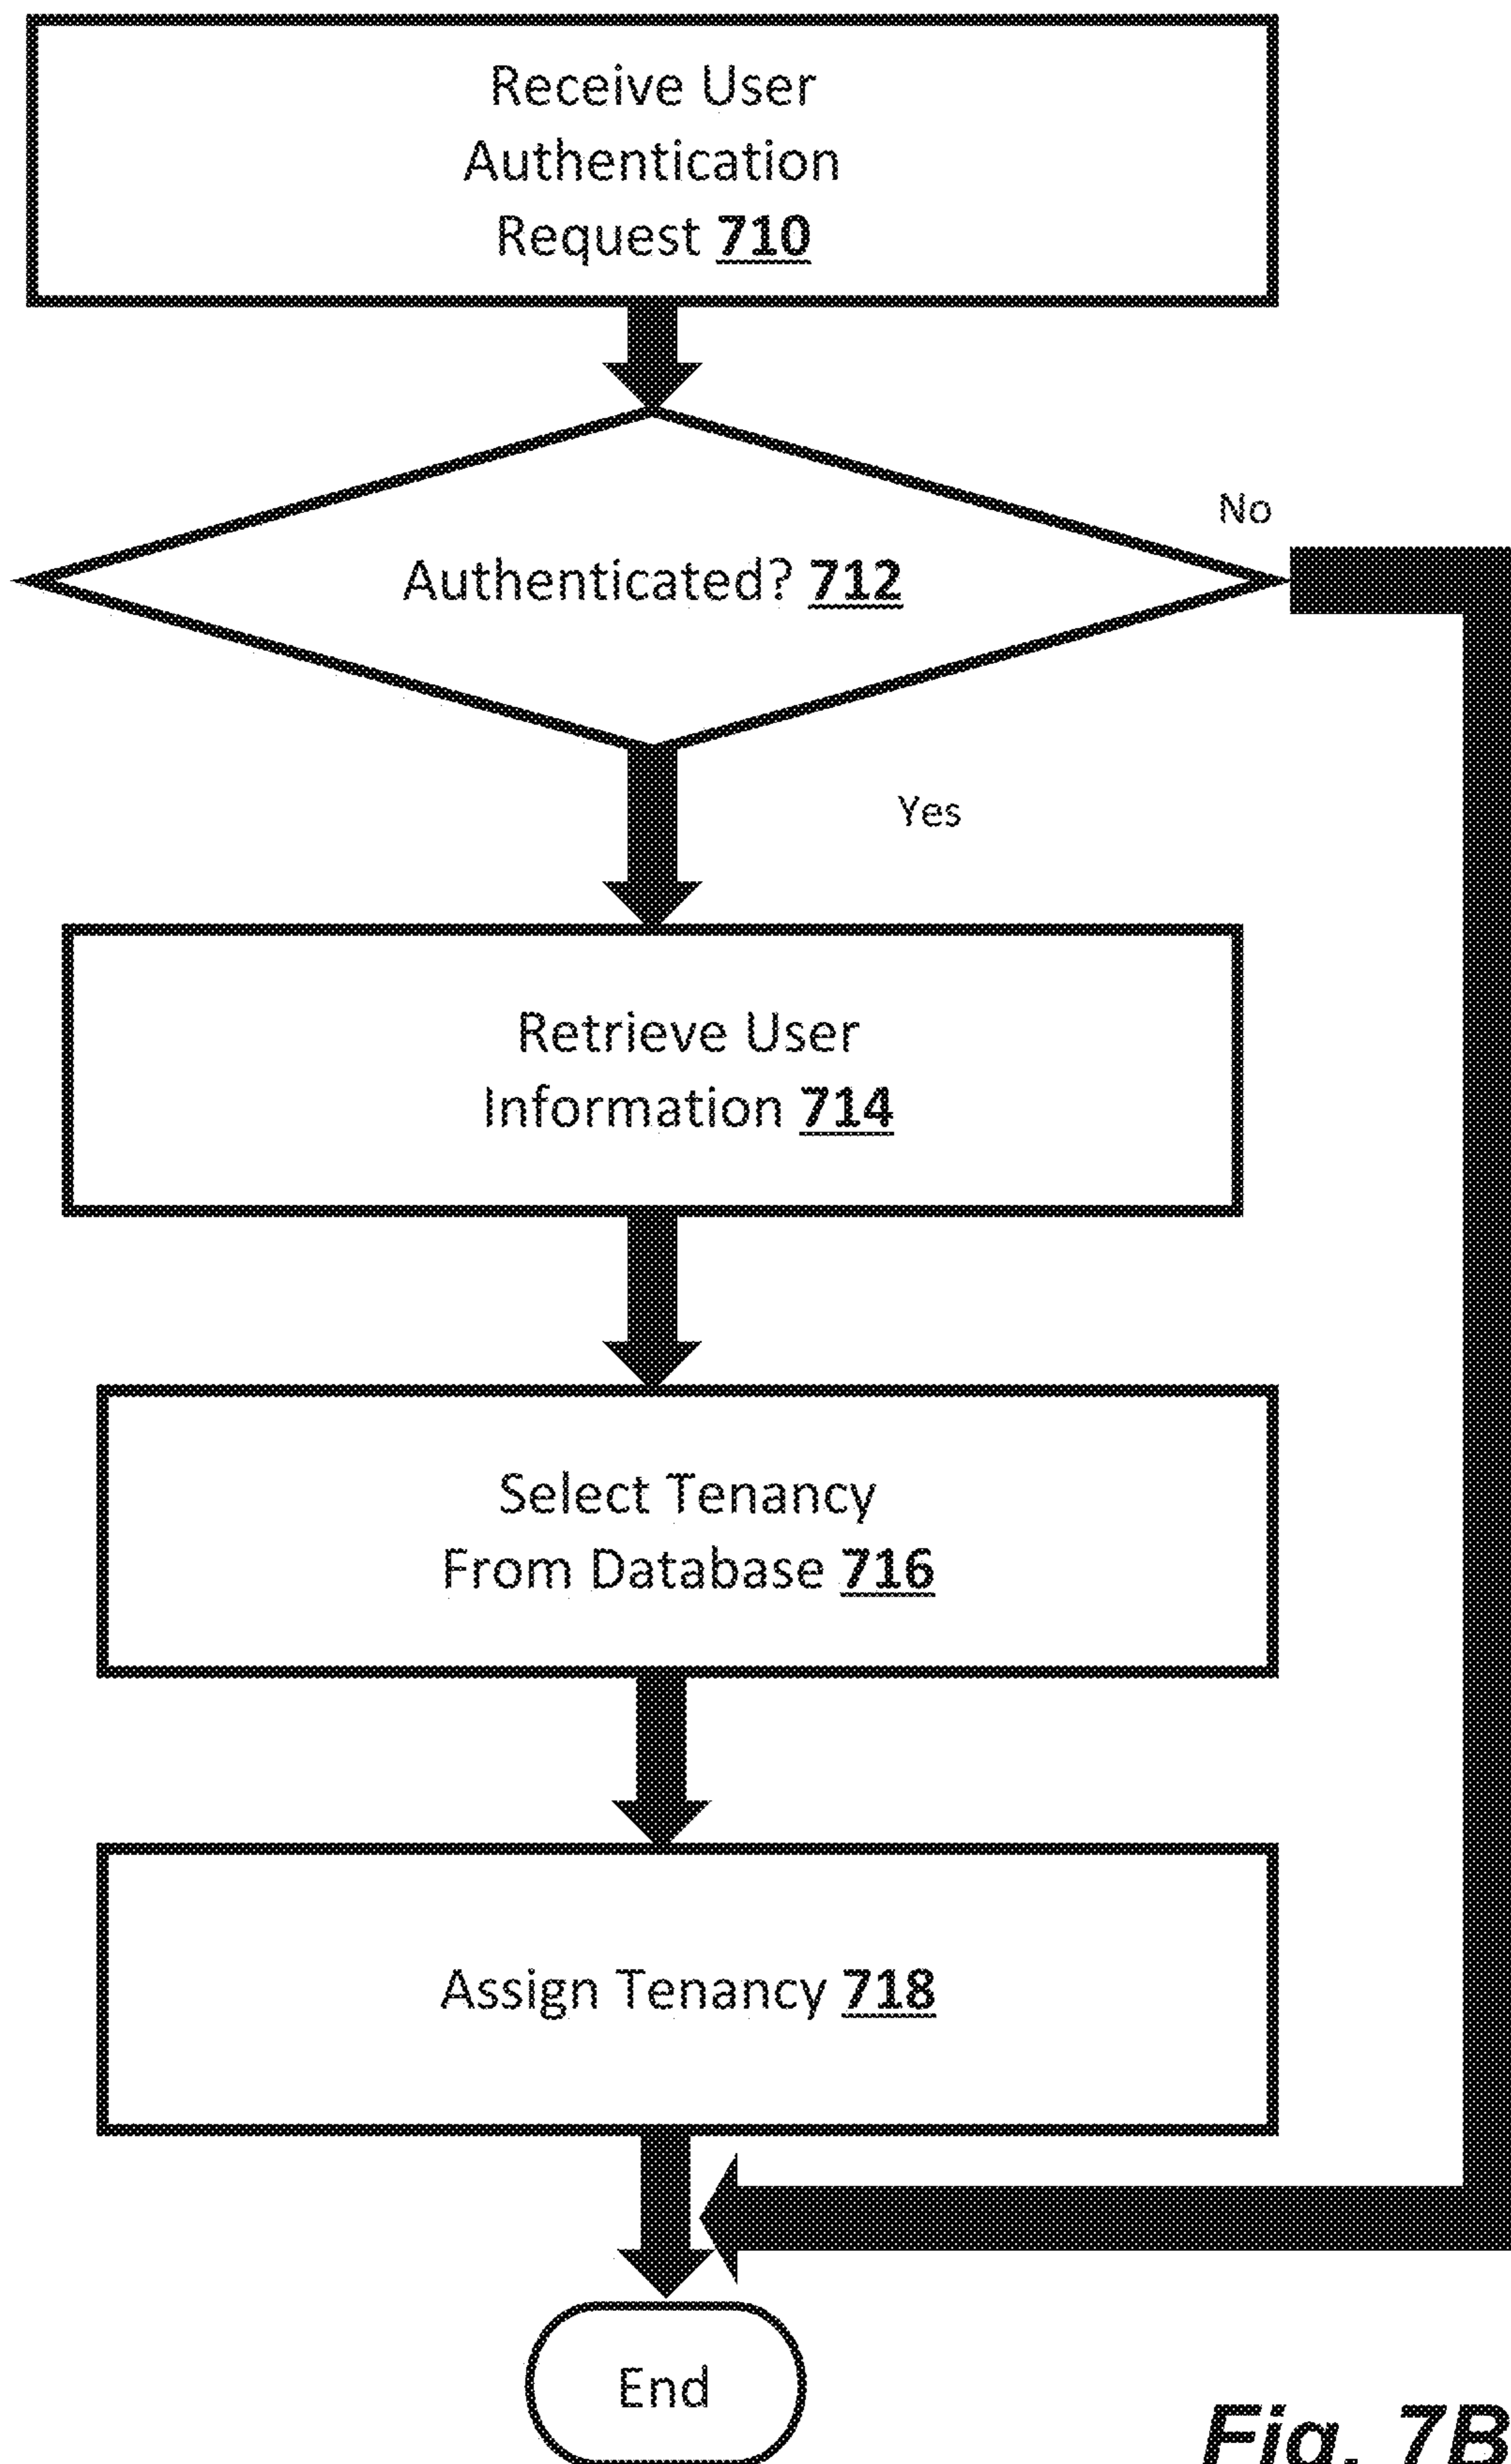 Receive User
Authentication
Request 710
No
Authenticated? 712
Yes
Retrieve User
Information 714
Select Tenancy
From Database 716
Assign Tenancy 718
End
Fig. 7B